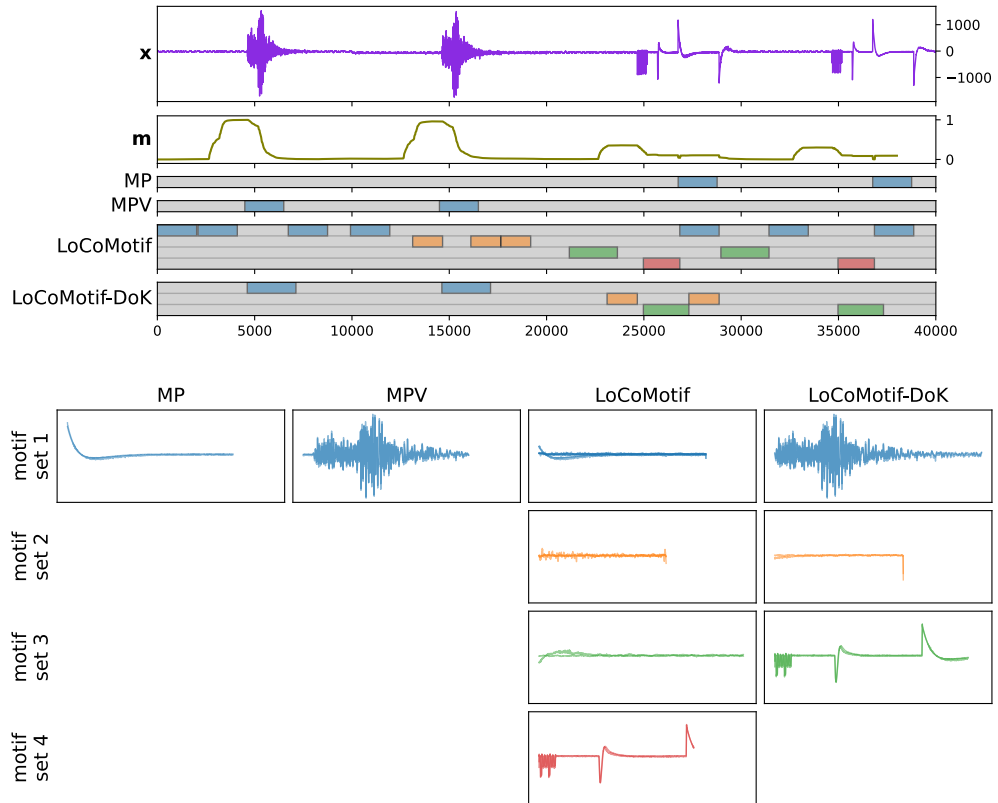 x
1000
0
−1000
m
1
0
MP
MPV
LoCoMotif
LoCoMotif-DoK
0 5000 10000 15000 20000 25000 30000 35000 40000
MP MPV LoCoMotif LoCoMotif-DoK
motif
set 1
motif
set 2
motif
set 3
motif
set 4